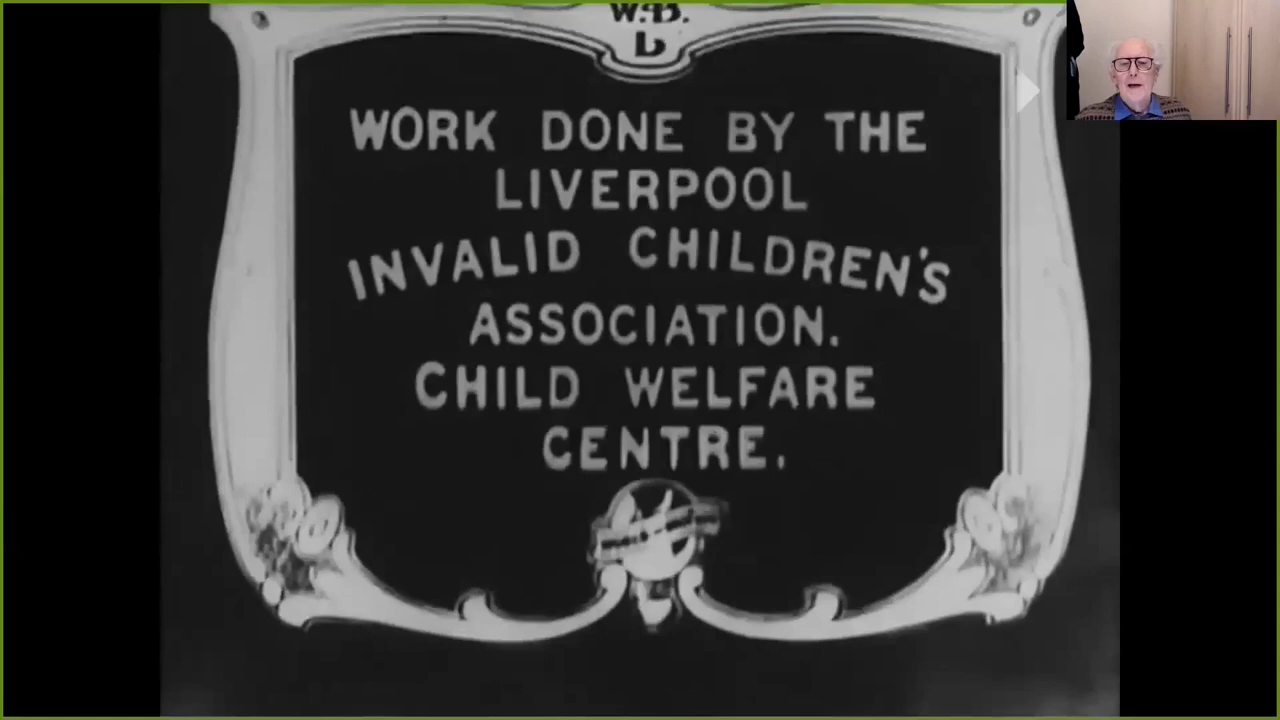 W.B.
L
WORK DONE BY THE
LIVERPOOL
INVALID CHILDREN'S
ASSOCIATION.
CHILD WELFARE
CENTRE.